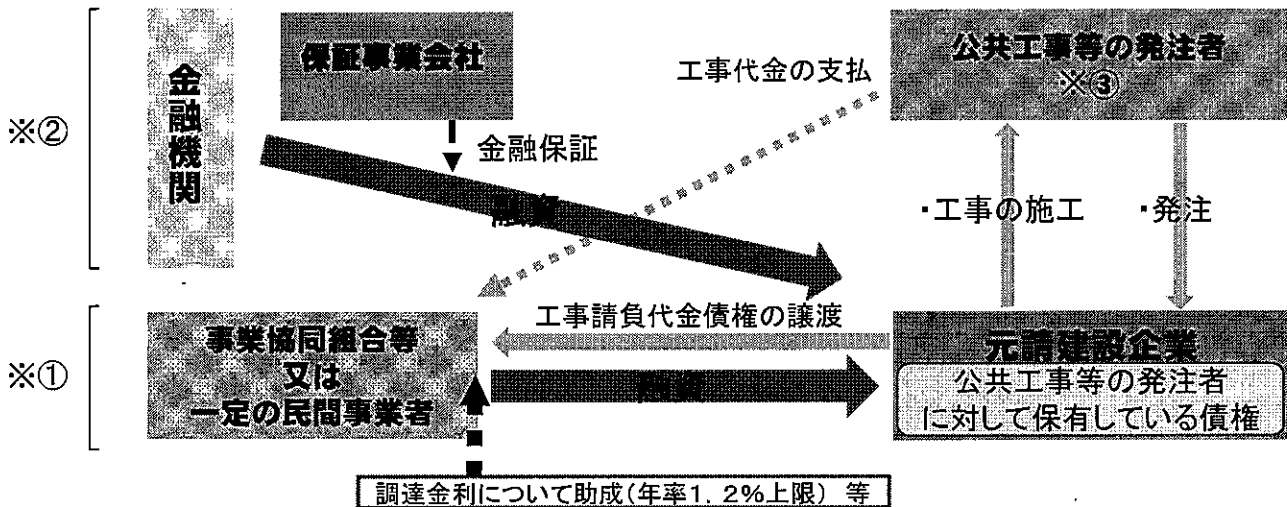 ※②
金融機関
保証事業会社
金融保証
融資
工事代金の支払
公共工事等の発注者
※③
・工事の施工
・発注
※①
事業協同組合等
又は
一定の民間事業者
工事請負代金債権の譲渡
融資
元請建設企業
公共工事等の発注者
に対して保有している債権
調達金利について助成(年率1．2%上限) 等